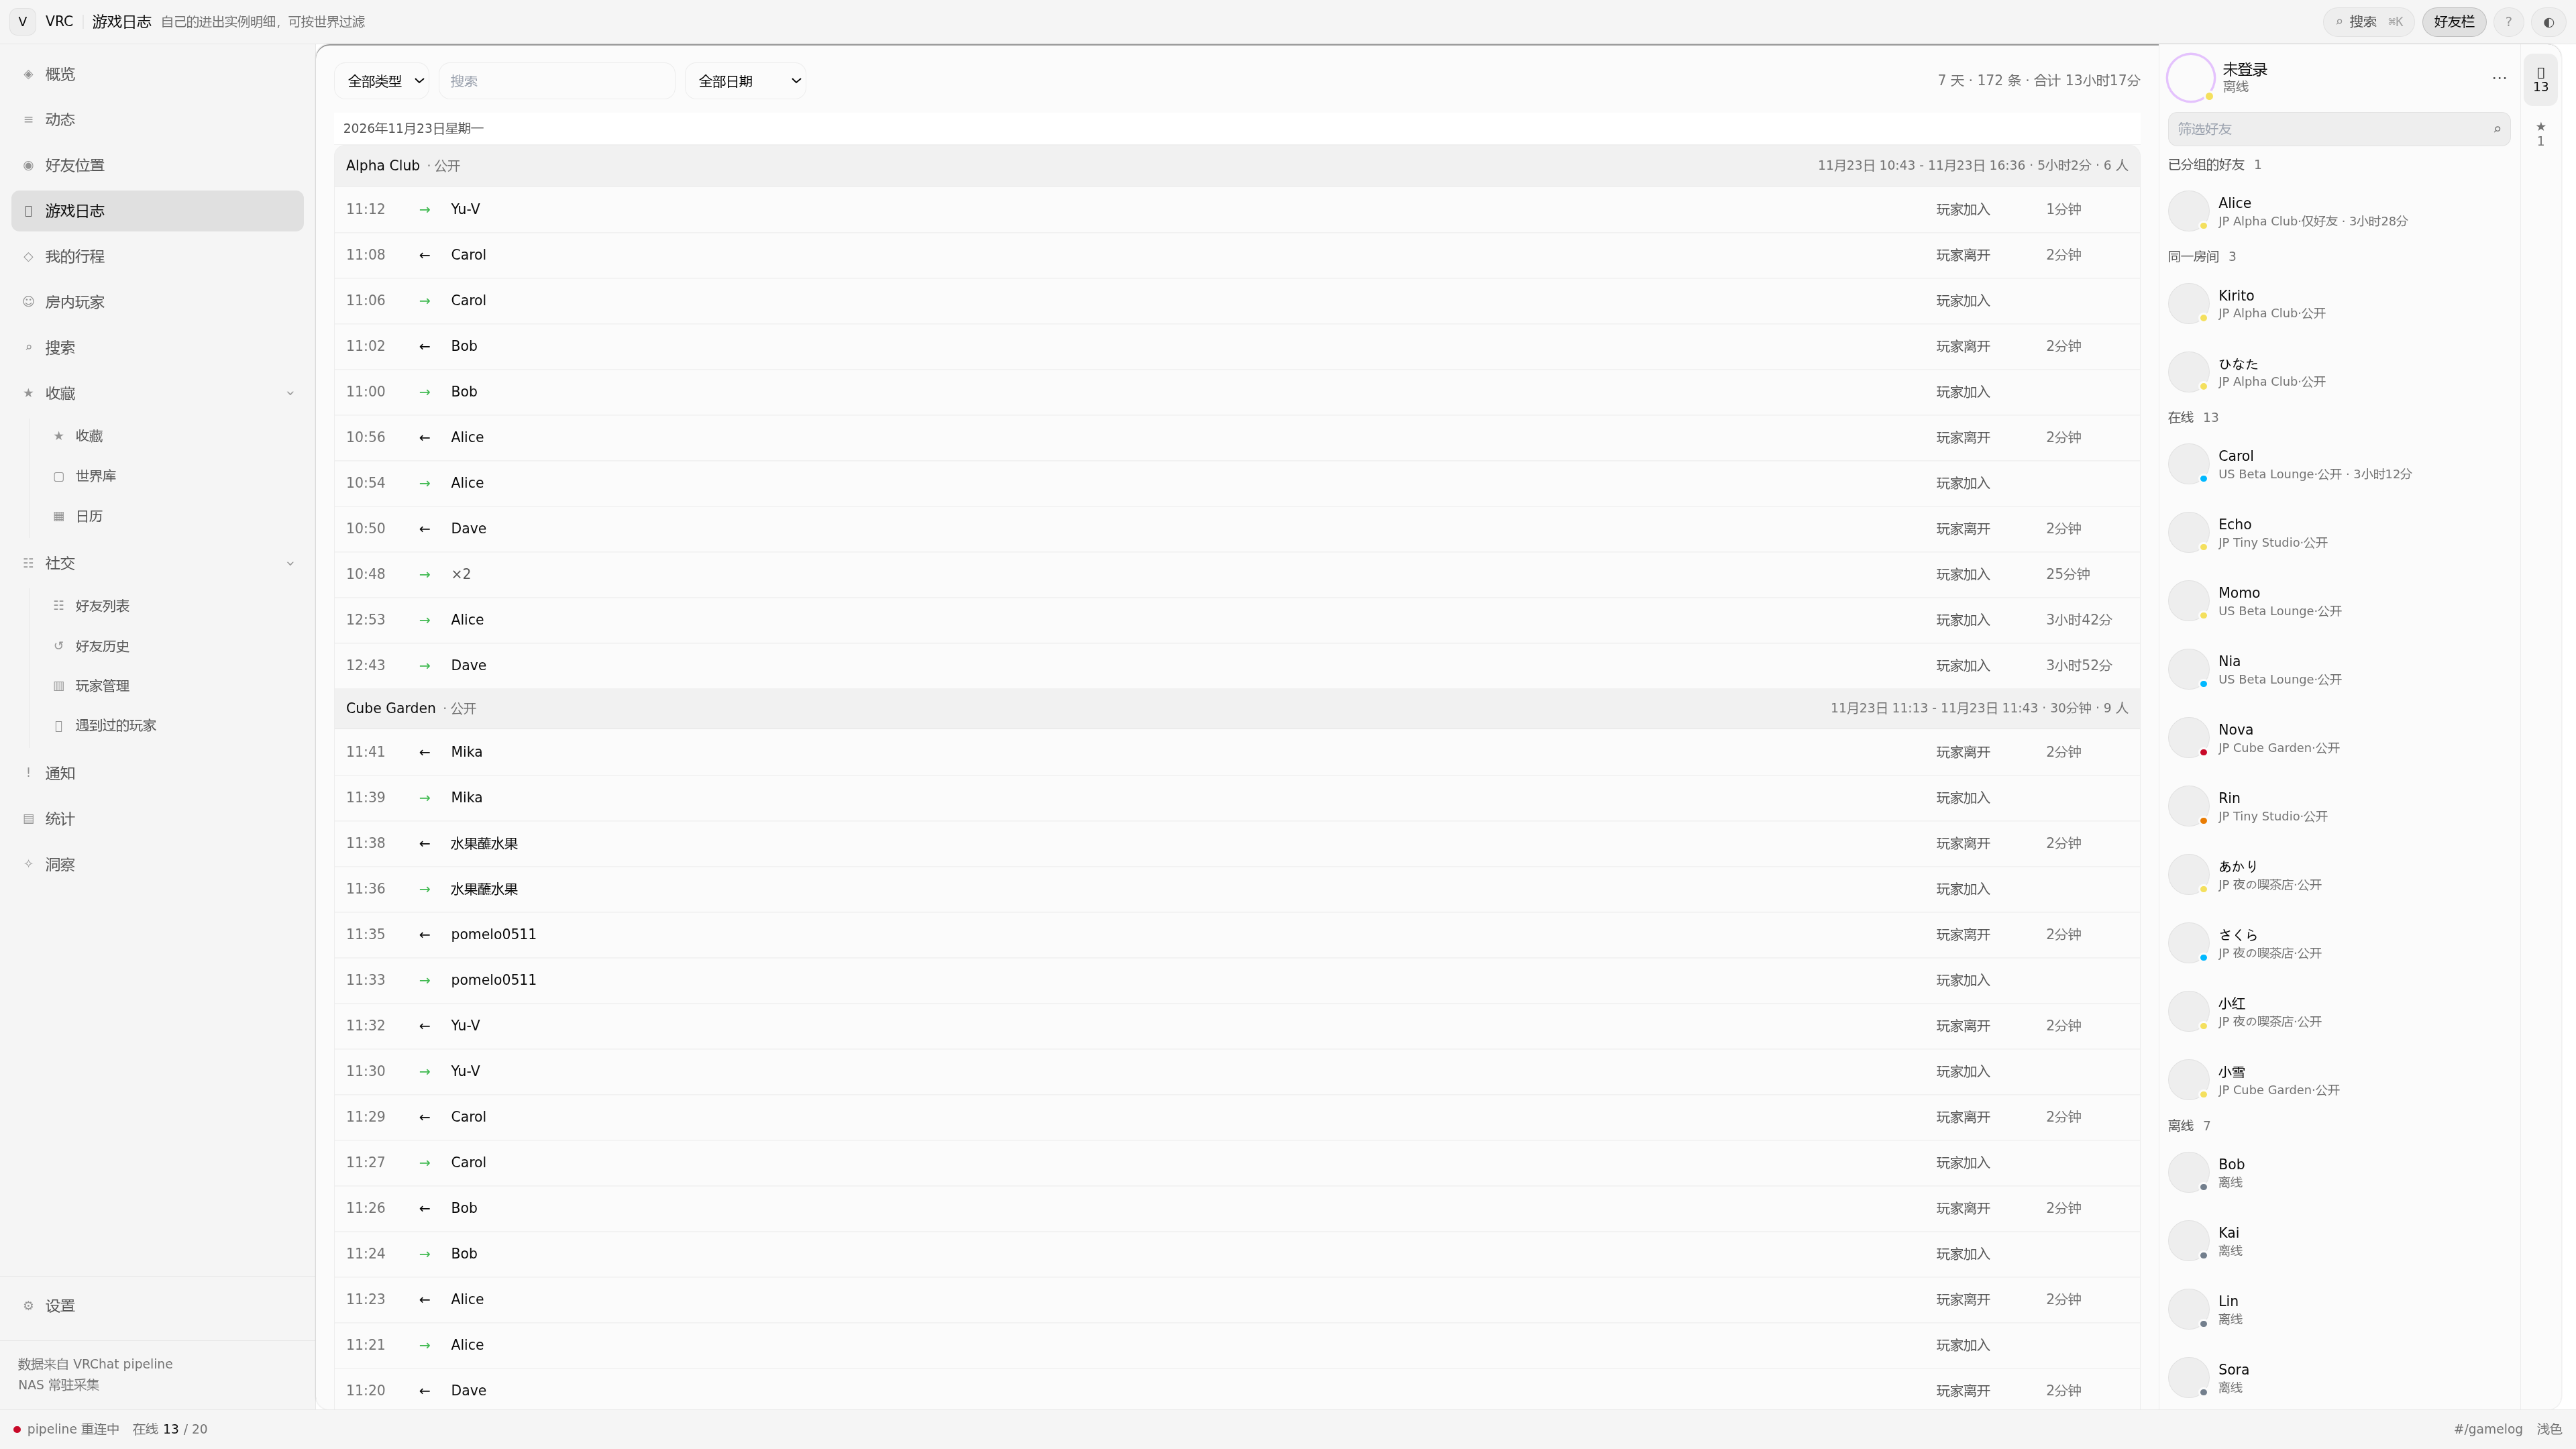 V VRC 游戏日志 自己的进出实例明细，可按世界过滤
搜索 ⌘K 好友栏 ?
概览
动态
好友位置
游戏日志
我的行程
房内玩家
搜索
收藏
收藏
世界库
日历
社交
好友列表
好友历史
玩家管理
遇到过的玩家
通知
统计
洞察
设置
数据来自 VRChat pipeline
NAS 常驻采集
全部类型 搜索 全部日期 7 天 · 172 条 · 合计 13小时17分
2026年11月23日星期一
Alpha Club · 公开 11月23日 10:43 - 11月23日 16:36 · 5小时2分 · 6 人
11:12 → Yu-V 玩家加入 1分钟
11:08 ← Carol 玩家离开 2分钟
11:06 → Carol 玩家加入
11:02 ← Bob 玩家离开 2分钟
11:00 → Bob 玩家加入
10:56 ← Alice 玩家离开 2分钟
10:54 → Alice 玩家加入
10:50 ← Dave 玩家离开 2分钟
10:48 → ×2 玩家加入 25分钟
12:53 → Alice 玩家加入 3小时42分
12:43 → Dave 玩家加入 3小时52分
Cube Garden · 公开 11月23日 11:13 - 11月23日 11:43 · 30分钟 · 9 人
11:41 ← Mika 玩家离开 2分钟
11:39 → Mika 玩家加入
11:38 ← 水果蘸水果 玩家离开 2分钟
11:36 → 水果蘸水果 玩家加入
11:35 ← pomelo0511 玩家离开 2分钟
11:33 → pomelo0511 玩家加入
11:32 ← Yu-V 玩家离开 2分钟
11:30 → Yu-V 玩家加入
11:29 ← Carol 玩家离开 2分钟
11:27 → Carol 玩家加入
11:26 ← Bob 玩家离开 2分钟
11:24 → Bob 玩家加入
11:23 ← Alice 玩家离开 2分钟
11:21 → Alice 玩家加入
11:20 ← Dave 玩家离开 2分钟
未登录
离线
13
1
筛选好友
已分组的好友 1
Alice
JP Alpha Club·仅好友 · 3小时28分
同一房间 3
Kirito
JP Alpha Club·公开
ひなた
JP Alpha Club·公开
在线 13
Carol
US Beta Lounge·公开 · 3小时12分
Echo
JP Tiny Studio·公开
Momo
US Beta Lounge·公开
Nia
US Beta Lounge·公开
Nova
JP Cube Garden·公开
Rin
JP Tiny Studio·公开
あかり
JP 夜の喫茶店·公开
さくら
JP 夜の喫茶店·公开
小红
JP 夜の喫茶店·公开
小雪
JP Cube Garden·公开
离线 7
Bob
离线
Kai
离线
Lin
离线
Sora
离线
pipeline 重连中 在线 13 / 20
#/gamelog 浅色